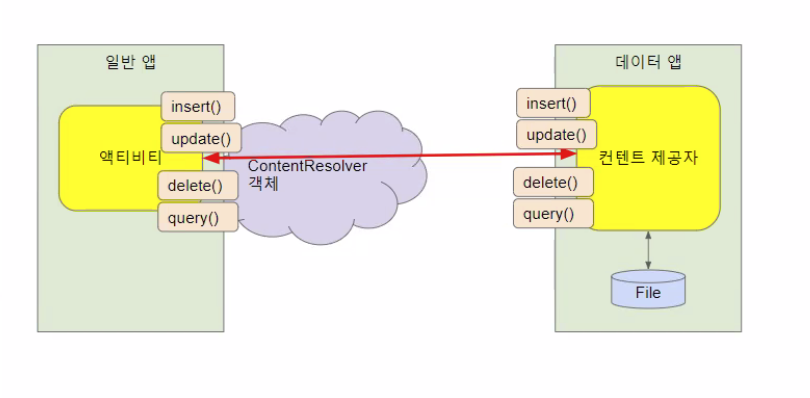 일반 앱
insert()
update()
액티비티
delete()
query()
ContentResolver
객체
데이터 앱
insert()
update()
컨텐트 제공자
delete()
query()
File